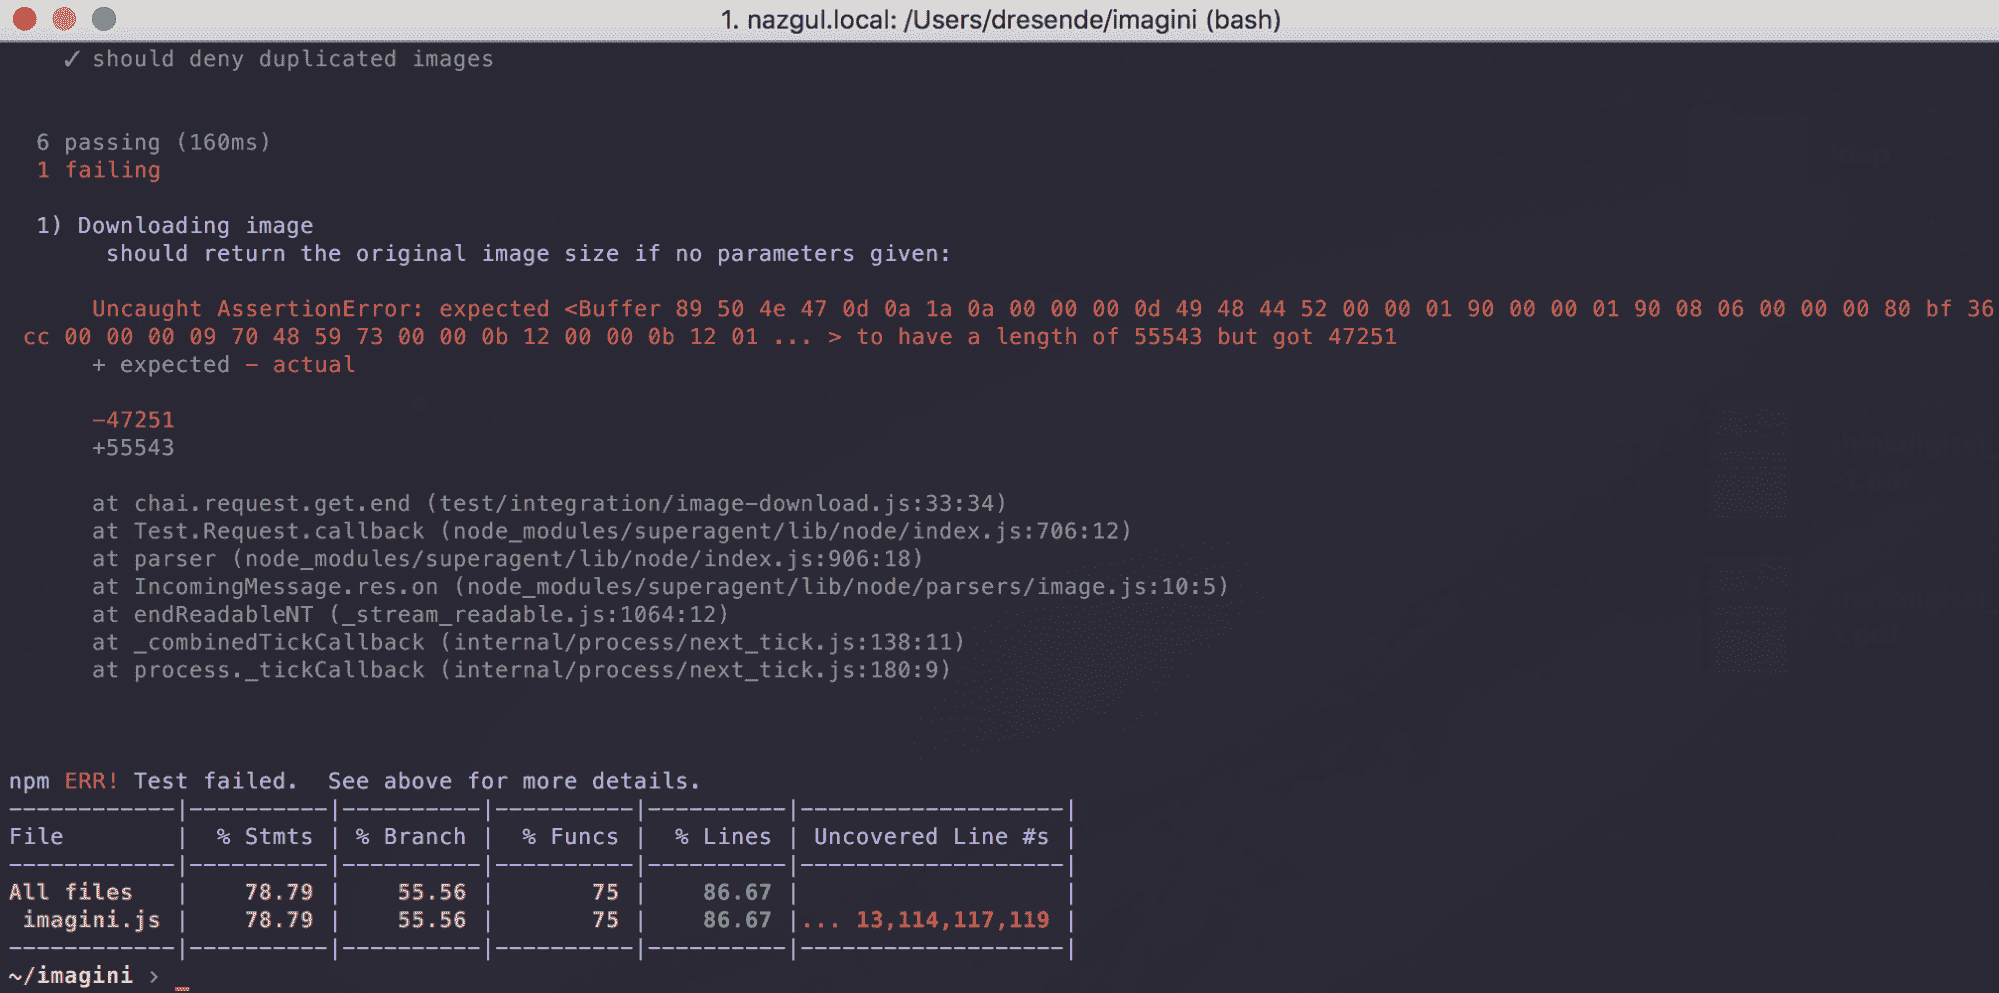 1. nazgul.local: /Users/dresende/imagini (bash)
✓ should deny duplicated images
6 passing (160ms)
1 failing
1) Downloading image
should return the original image size if no parameters given:
Uncaught AssertionError: expected <Buffer 89 50 4e 47 0d 0a 1a 0a 00 00 00 0d 49 48 44 52 00 00 01 90 00 00 01 90 08 06 00 00 00 80 bf 36
cc 00 00 00 09 70 48 59 73 00 00 0b 12 00 00 0b 12 01 ... > to have a length of 55543 but got 47251
+ expected - actual
-47251
+55543
at chai.request.get.end (test/integration/image-download.js:33:34)
at Test.Request.callback (node_modules/superagent/lib/node/index.js:706:12)
at parser (node_modules/superagent/lib/node/index.js:906:18)
at IncomingMessage.res.on (node_modules/superagent/lib/node/parsers/image.js:10:5)
at endReadableNT (_stream_readable.js:1064:12)
at _combinedTickCallback (internal/process/next_tick.js:138:11)
at process._tickCallback (internal/process/next_tick.js:180:9)
npm ERR! Test failed.  See above for more details.
------------|----------|----------|----------|----------|-------------------|
File        |  % Stmts | % Branch |  % Funcs |  % Lines | Uncovered Line #s |
------------|----------|----------|----------|----------|-------------------|
All files   |    78.79 |    55.56 |       75 |    86.67 |                   |
imagini.js |    78.79 |    55.56 |       75 |    86.67 |... 13,114,117,119 |
------------|----------|----------|----------|----------|-------------------|
~/imagini › _